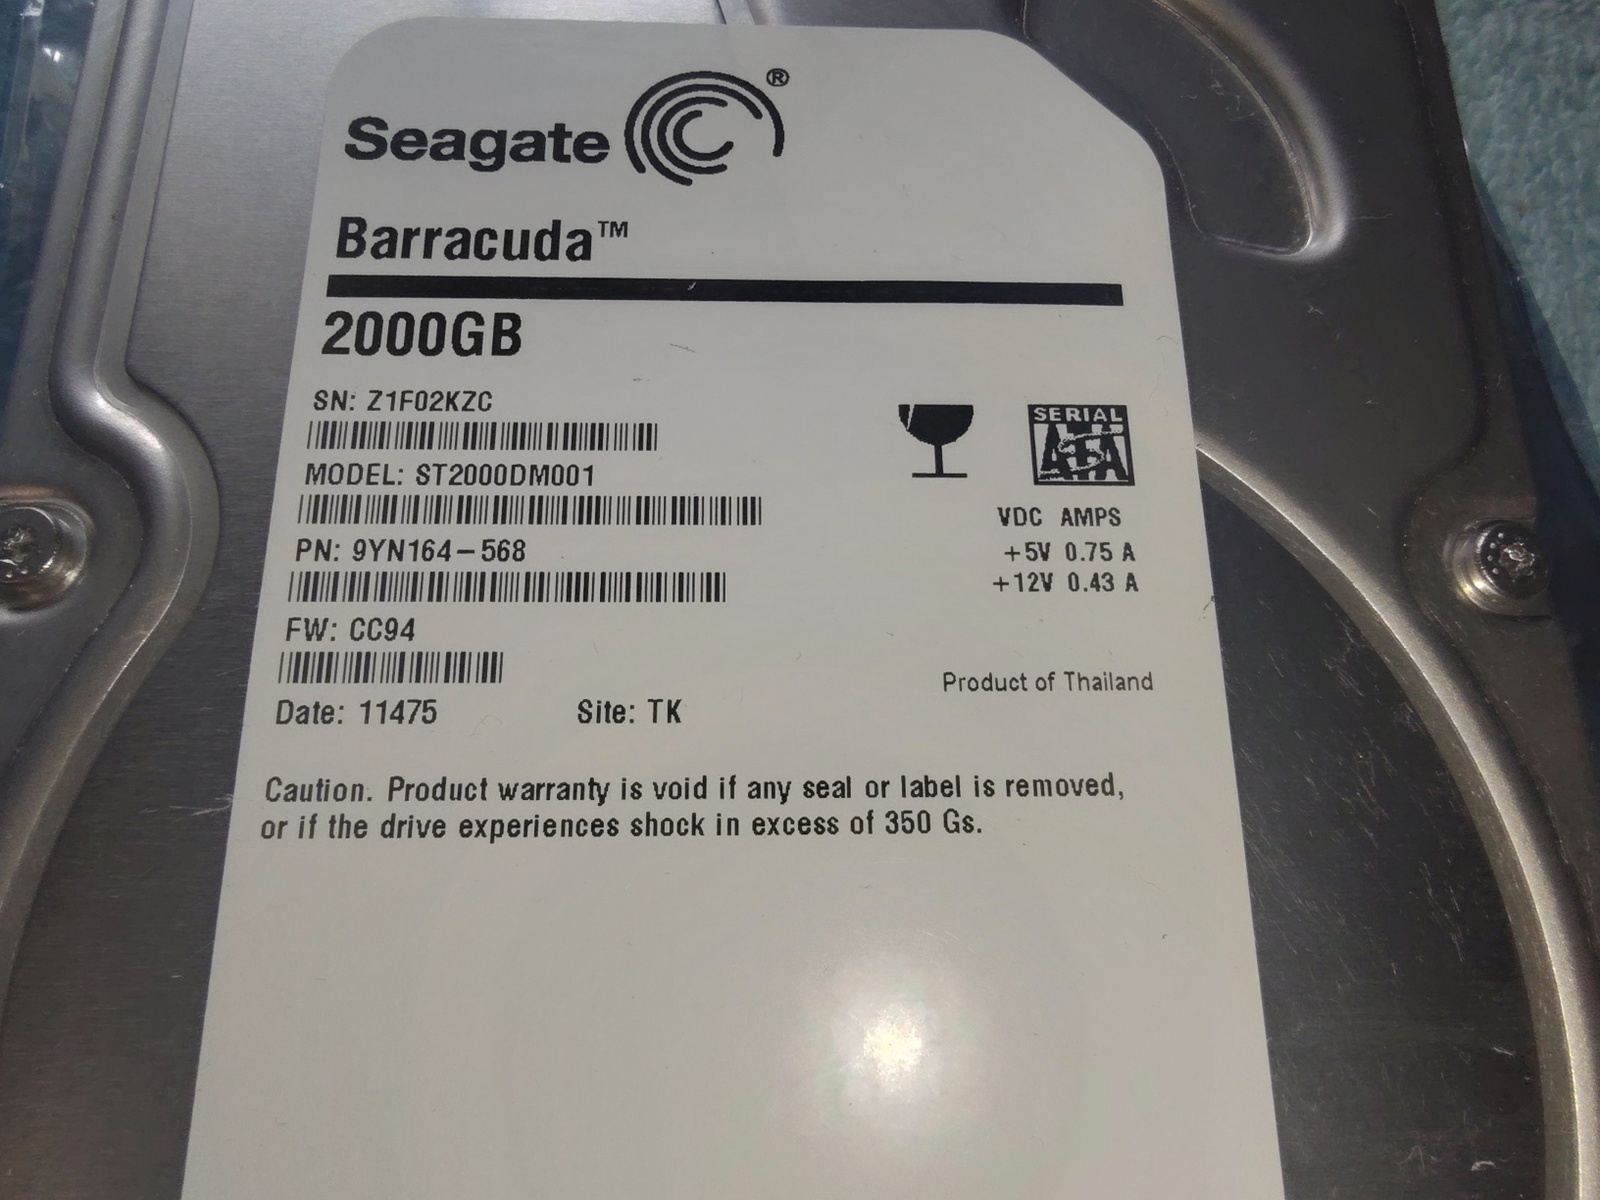 Seagate®
Barracuda™
2000GB
SN: Z1F02KZC
MODEL: ST2000DM001
PN: 9YN164-568
FW: CC94
Date: 11475 Site: TK
SERIAL
ATA
VDC AMPS
+5V 0.75 A
+12V 0.43 A
Product of Thailand
Caution. Product warranty is void if any seal or label is removed,
or if the drive experiences shock in excess of 350 Gs.